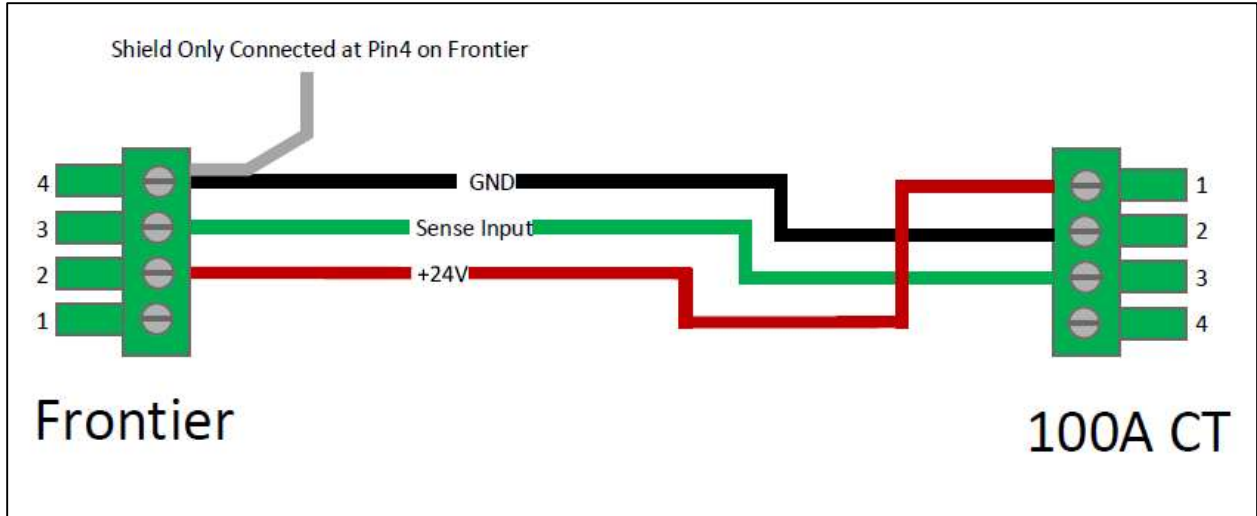 Shield Only Connected at Pin4 on Frontier
4
GND
1
3
Sense Input
2
2
+24V
3
1
4
Frontier
100A CT